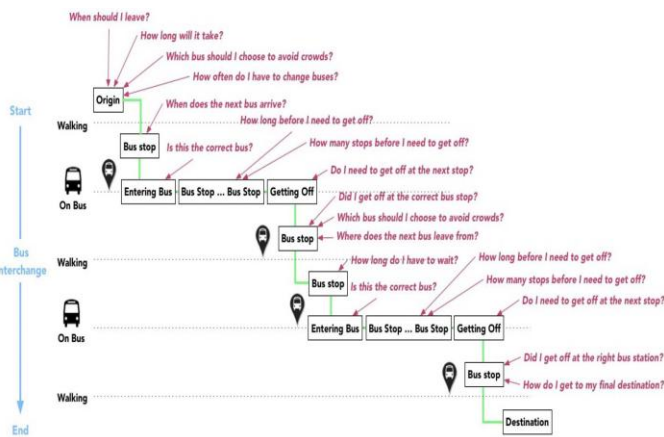 When should I leave?
How long will it take?
Which bus should I choose to avoid crowds?
How often do I have to change buses?
Origin
Start
When does the next bus arrive?
Walking
How long before I need to get off?
Bus stop
Is this the correct bus?
How many stops before I need to get off?
Do I need to get off at the next stop?
Entering Bus
Bus Stop ... Bus Stop
Getting Off
On Bus
Did I get off at the correct bus stop?
Which bus should I choose to avoid crowds?
Bus stop
Where does the next bus leave from?
Bus
Interchange
Walking
How long do I have to wait?
How long before I need to get off?
Bus stop
Is this the correct bus?
How many stops before I need to get off?
Do I need to get off at the next stop?
Entering Bus
Bus Stop ... Bus Stop
Getting Off
On Bus
Did I get off at the right bus station?
Bus stop
How do I get to my final destination?
Walking
Destination
End